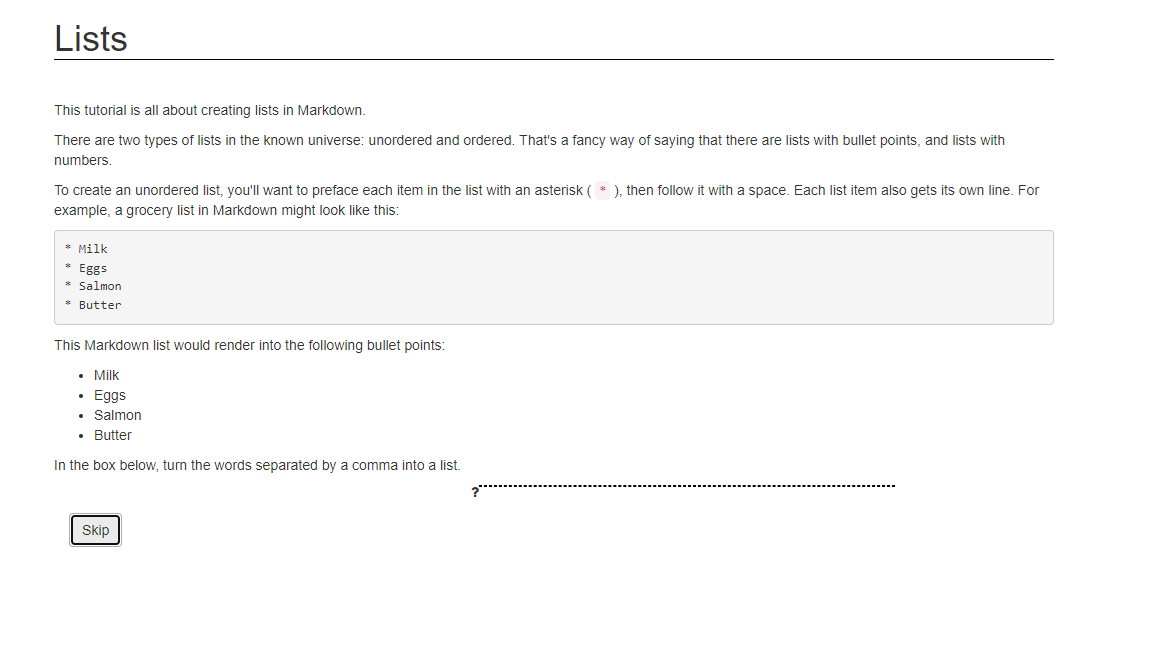 Lists
This tutorial is all about creating lists in Markdown.
There are two types of lists in the known universe: unordered and ordered. That's a fancy way of saying that there are lists with bullet points, and lists with
numbers.
To create an unordered list, you'll want to preface each item in the list with an asterisk ( * ), then follow it with a space. Each list item also gets its own line. For
example, a grocery list in Markdown might look like this:
* Milk
* Eggs
* Salmon
* Butter
This Markdown list would render into the following bullet points:
• Milk
• Eggs
• Salmon
• Butter
In the box below, turn the words separated by a comma into a list.
?
Skip